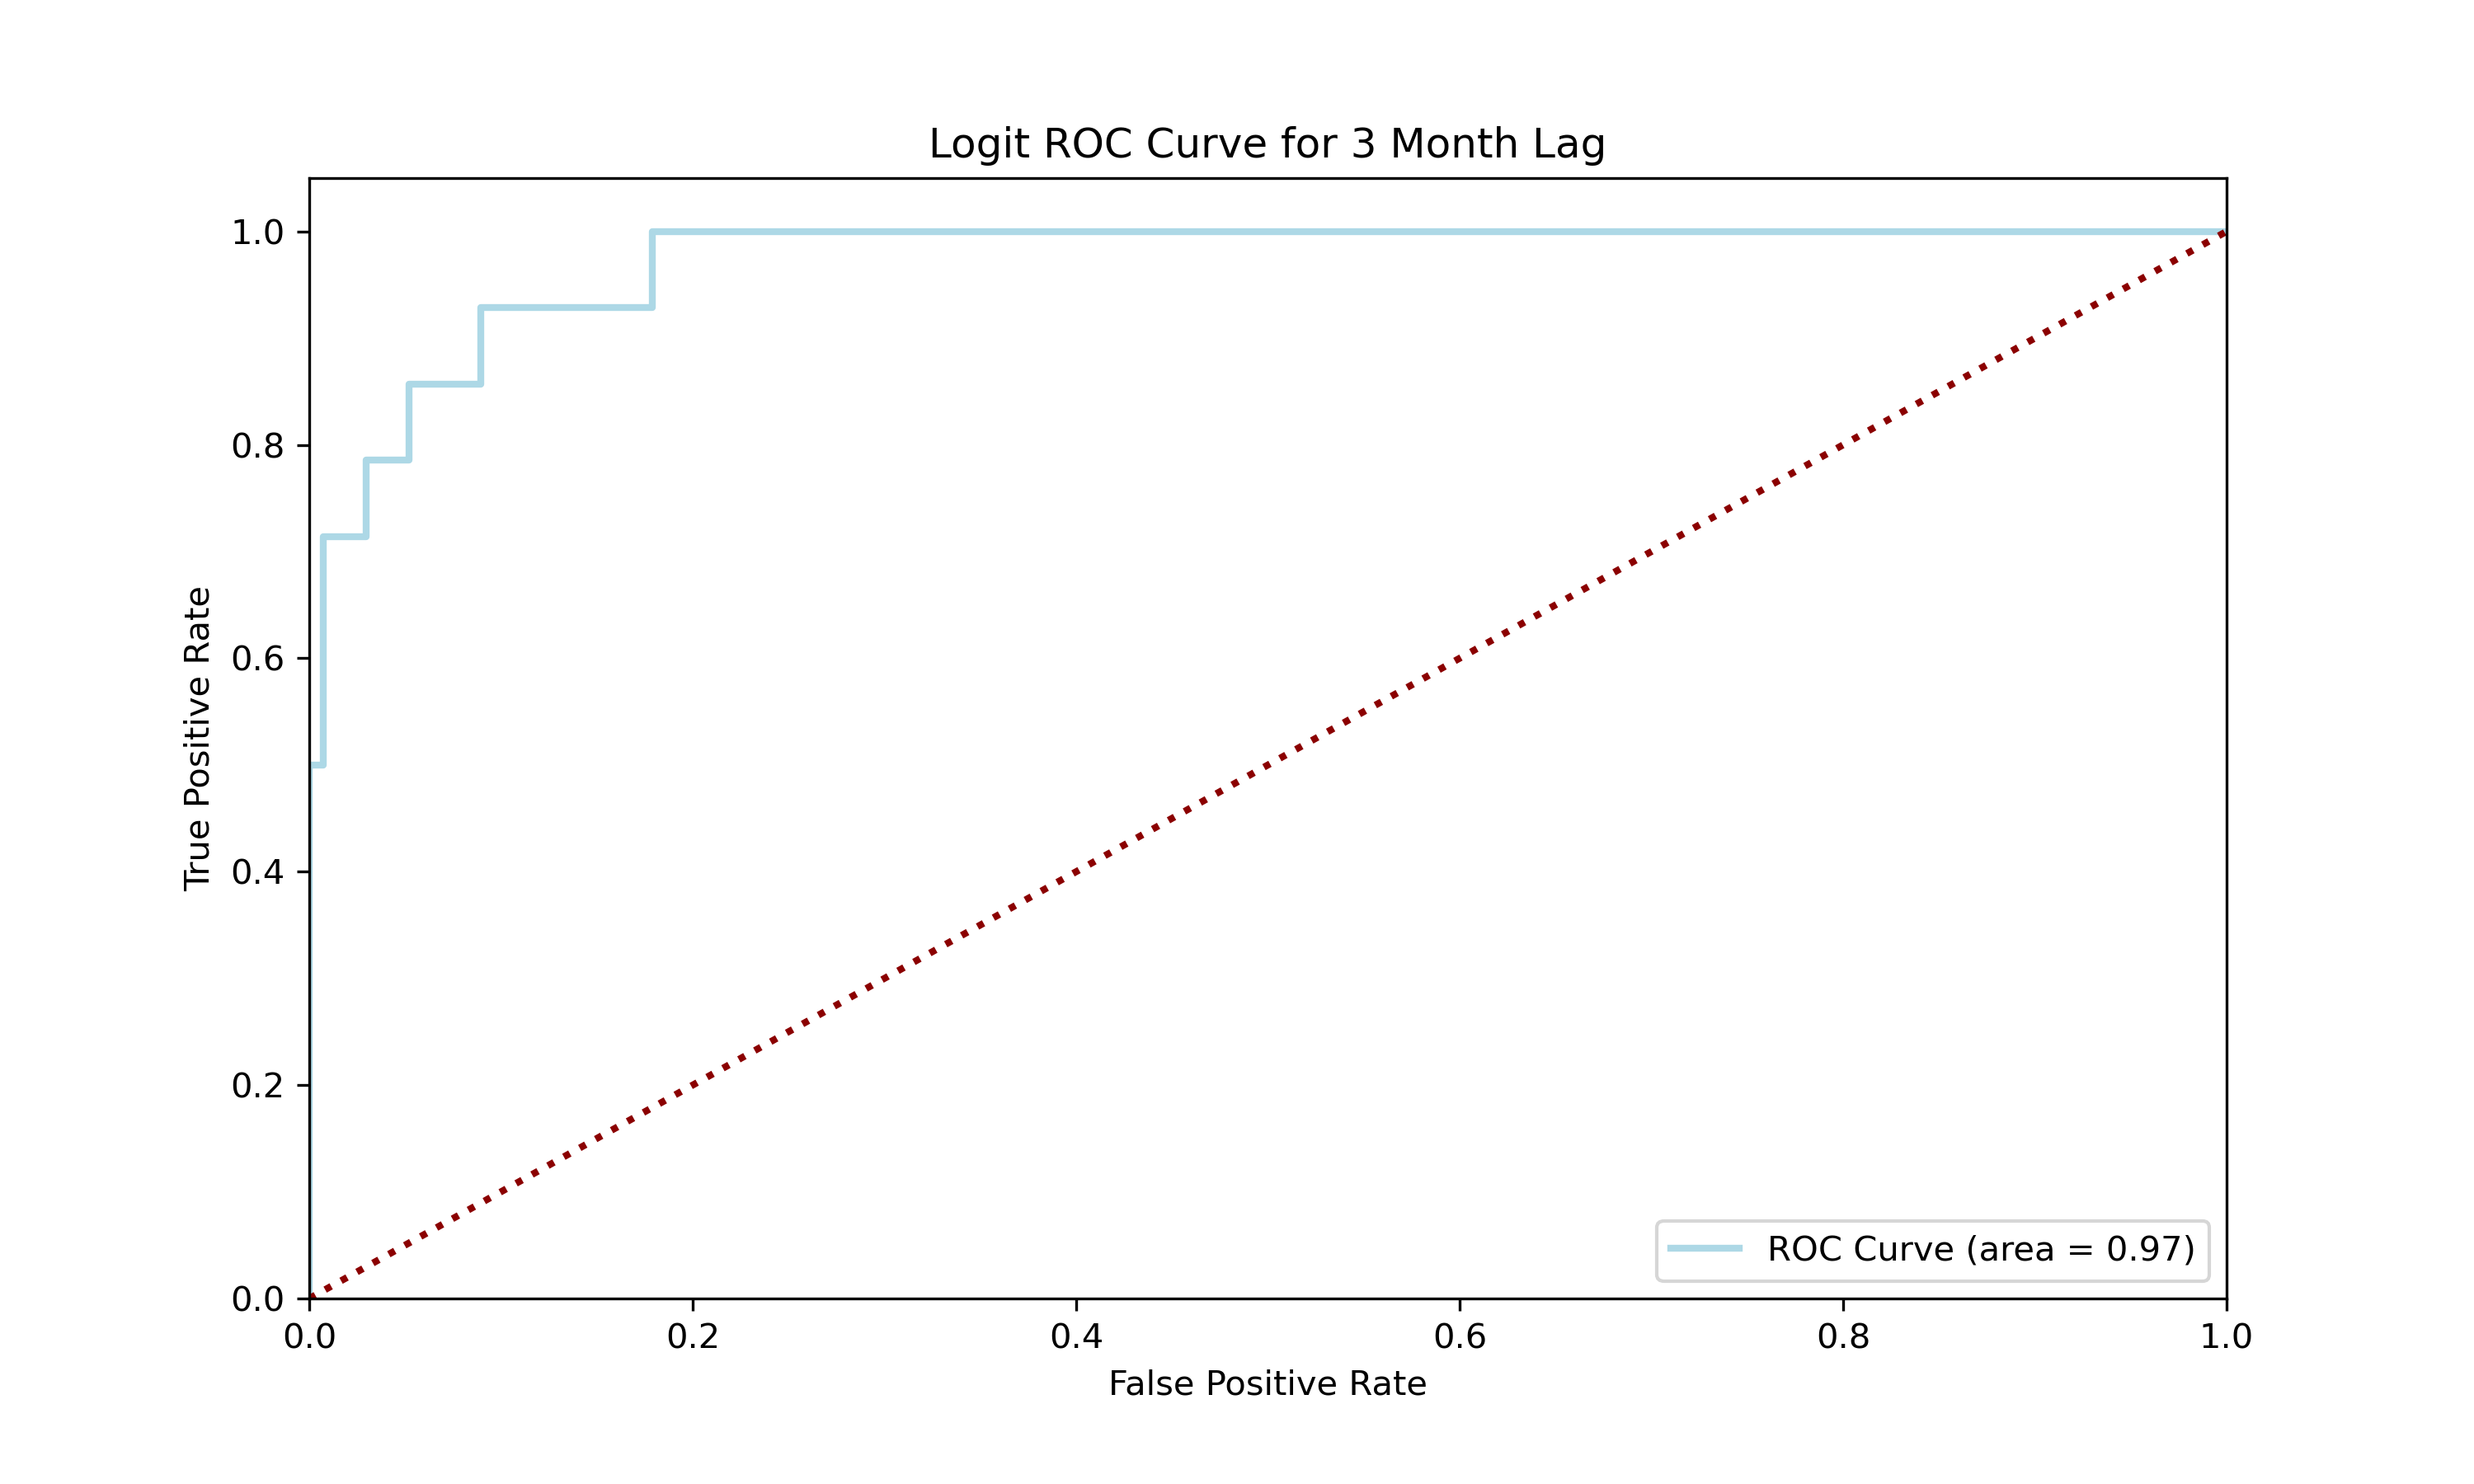 Logit ROC Curve for 3 Month Lag
1.0
0.8
0.6
0.4
0.2
0.0
True Positive Rate
0.0 0.2 0.4 0.6 0.8 1.0
False Positive Rate
ROC Curve (area = 0.97)